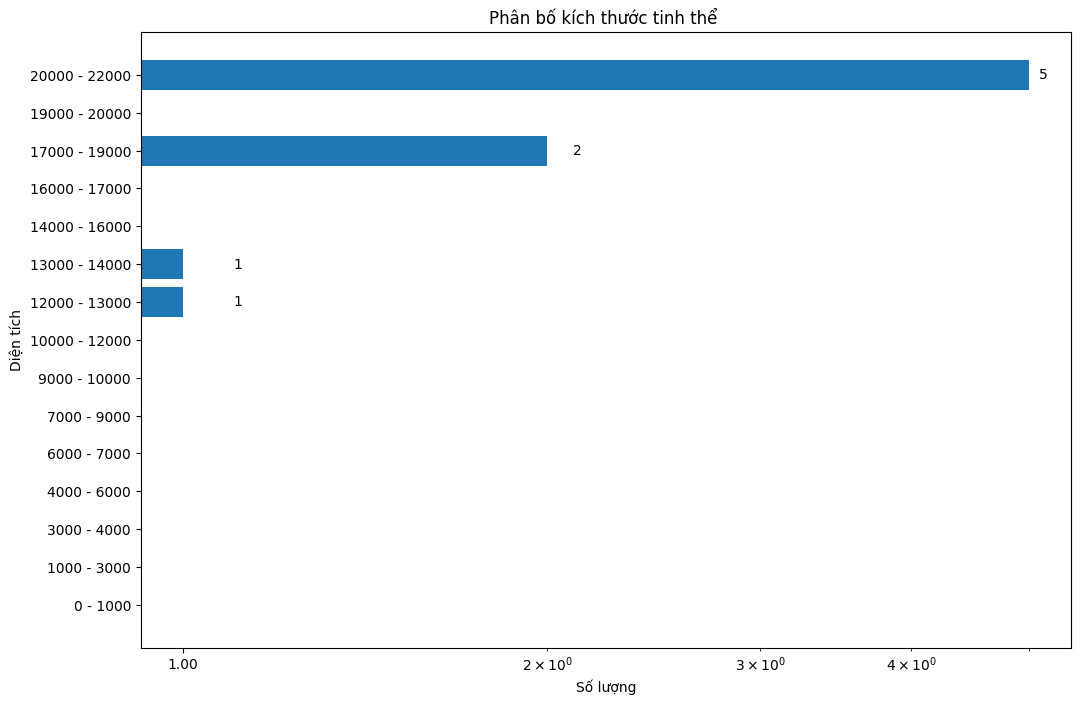 Phân bố kích thước tinh thể
20000 - 22000
5
19000 - 20000
17000 - 19000
2
16000 - 17000
14000 - 16000
13000 - 14000
1
12000 - 13000
1
10000 - 12000
9000 - 10000
7000 - 9000
6000 - 7000
4000 - 6000
3000 - 4000
1000 - 3000
0 - 1000
Diện tích
1.00
2 × 10⁰
3 × 10⁰
4 × 10⁰
Số lượng